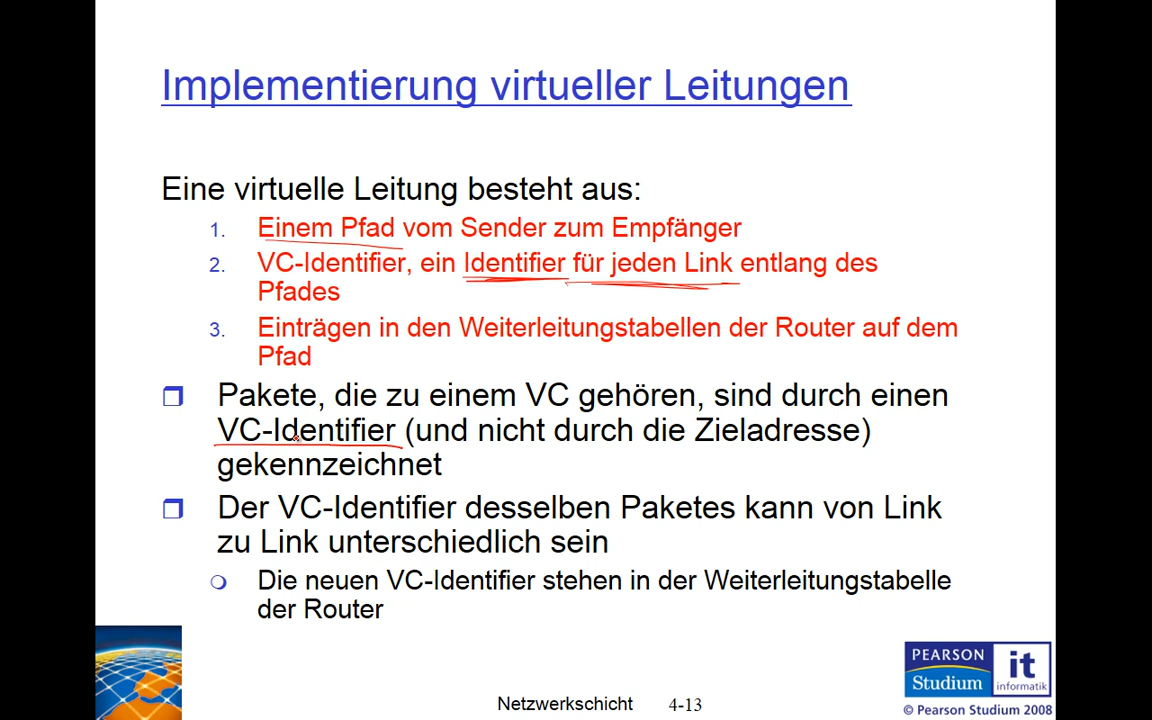 Implementierung virtueller Leitungen
Eine virtuelle Leitung besteht aus:
1. Einem Pfad vom Sender zum Empfänger
2. VC-Identifier, ein Identifier für jeden Link entlang des
Pfades
3. Einträgen in den Weiterleitungstabellen der Router auf dem
Pfad
Pakete, die zu einem VC gehören, sind durch einen
VC-Identifier (und nicht durch die Zieladresse)
gekennzeichnet
Der VC-Identifier desselben Paketes kann von Link
zu Link unterschiedlich sein
Die neuen VC-Identifier stehen in der Weiterleitungstabelle
der Router
PEARSON
Studium
it
informatik
© Pearson Studium 2008
Netzwerkschicht 4-13